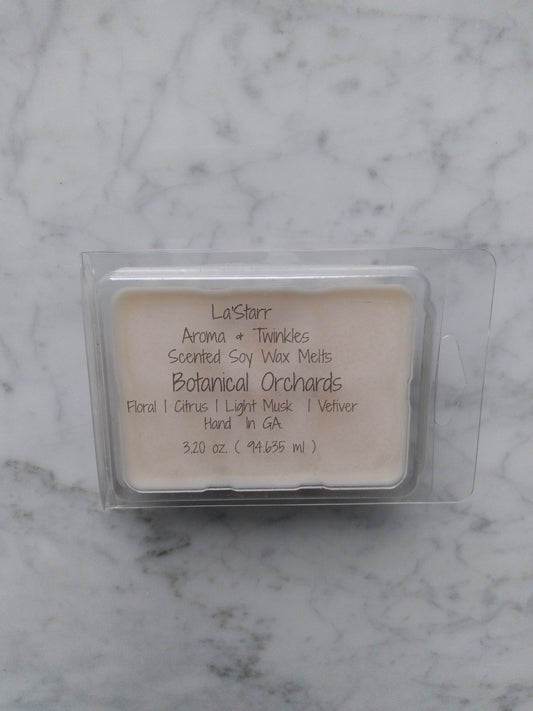 La'Starr
Aroma & Twinkles
Scented Soy Wax Melts
Botanical Orchards
Floral | Citrus | Light Musk | Vetiver
Hand In GA
3.20 oz. ( 94.635 ml )